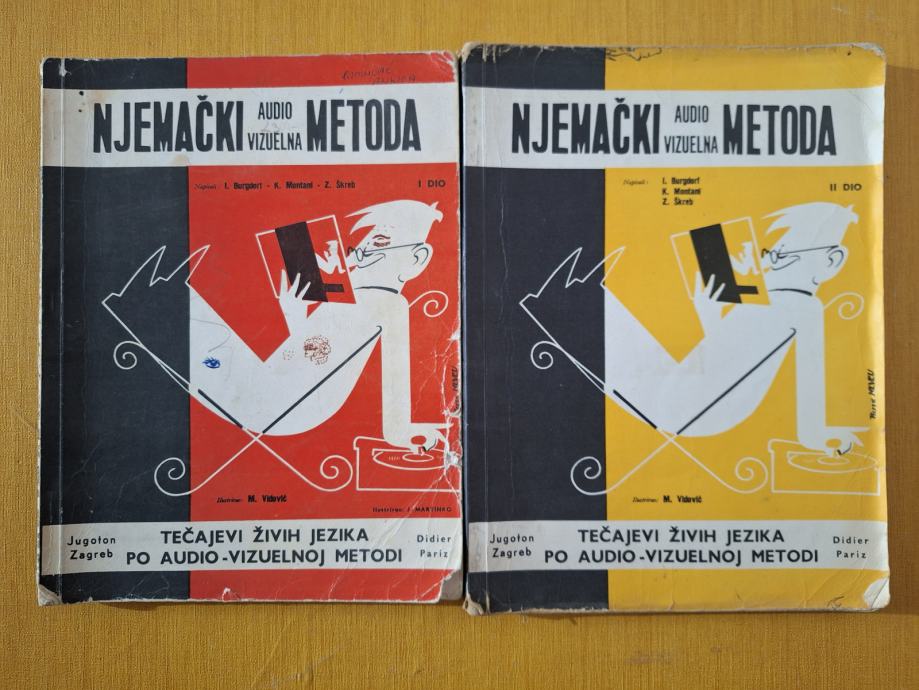 NJEMAČKI AUDIO VIZUELNA METODA
Napisali: I. Burgdorf - K. Montani - Z. Škreb
I DIO
Ilustrirao: M. Vidović
Ilustrirao: J. MARTINKO
Jugoton Zagreb
TEČAJEVI ŽIVIH JEZIKA
PO AUDIO-VIZUELNOJ METODI
Didier Pariz
NJEMAČKI AUDIO VIZUELNA METODA
Napisali: I. Burgdorf
K. Montani
Z. Škreb
II DIO
Ilustrirao: M. Vidović
Jugoton Zagreb
TEČAJEVI ŽIVIH JEZIKA
PO AUDIO-VIZUELNOJ METODI
Didier Pariz